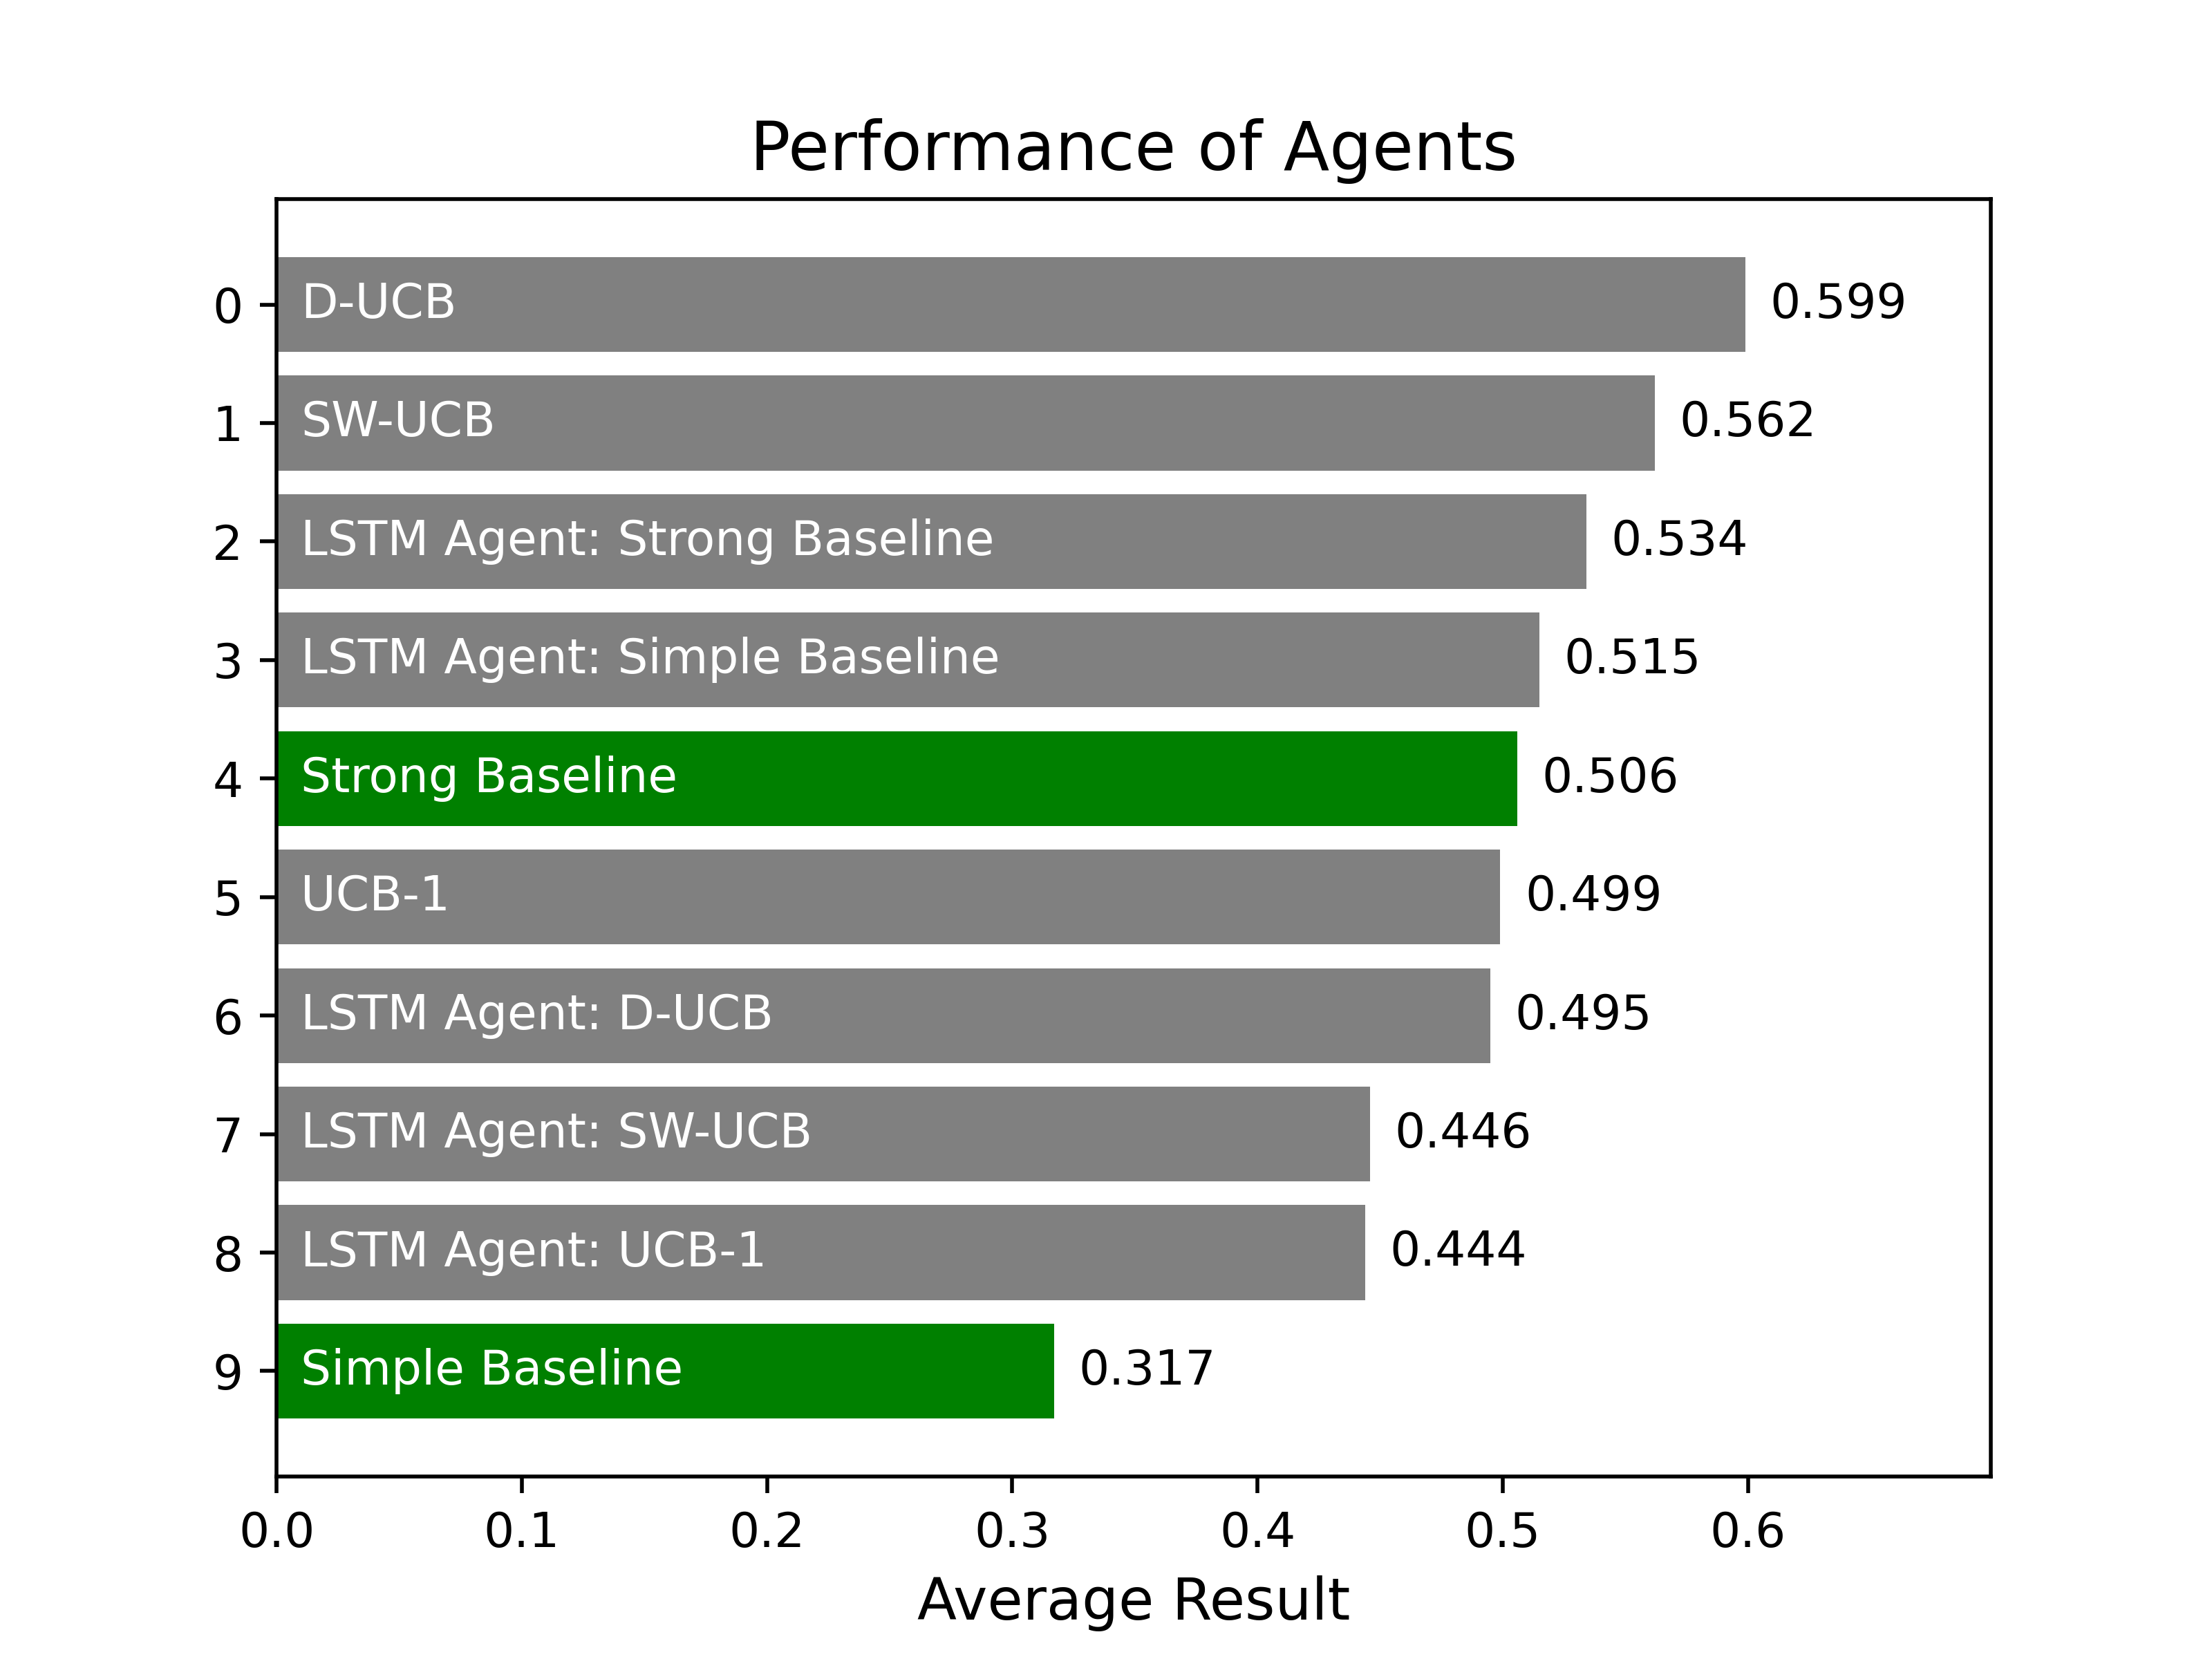 Performance of Agents
0 D-UCB 0.599
1 SW-UCB 0.562
2 LSTM Agent: Strong Baseline 0.534
3 LSTM Agent: Simple Baseline 0.515
4 Strong Baseline 0.506
5 UCB-1 0.499
6 LSTM Agent: D-UCB 0.495
7 LSTM Agent: SW-UCB 0.446
8 LSTM Agent: UCB-1 0.444
9 Simple Baseline 0.317
0.0 0.1 0.2 0.3 0.4 0.5 0.6
Average Result